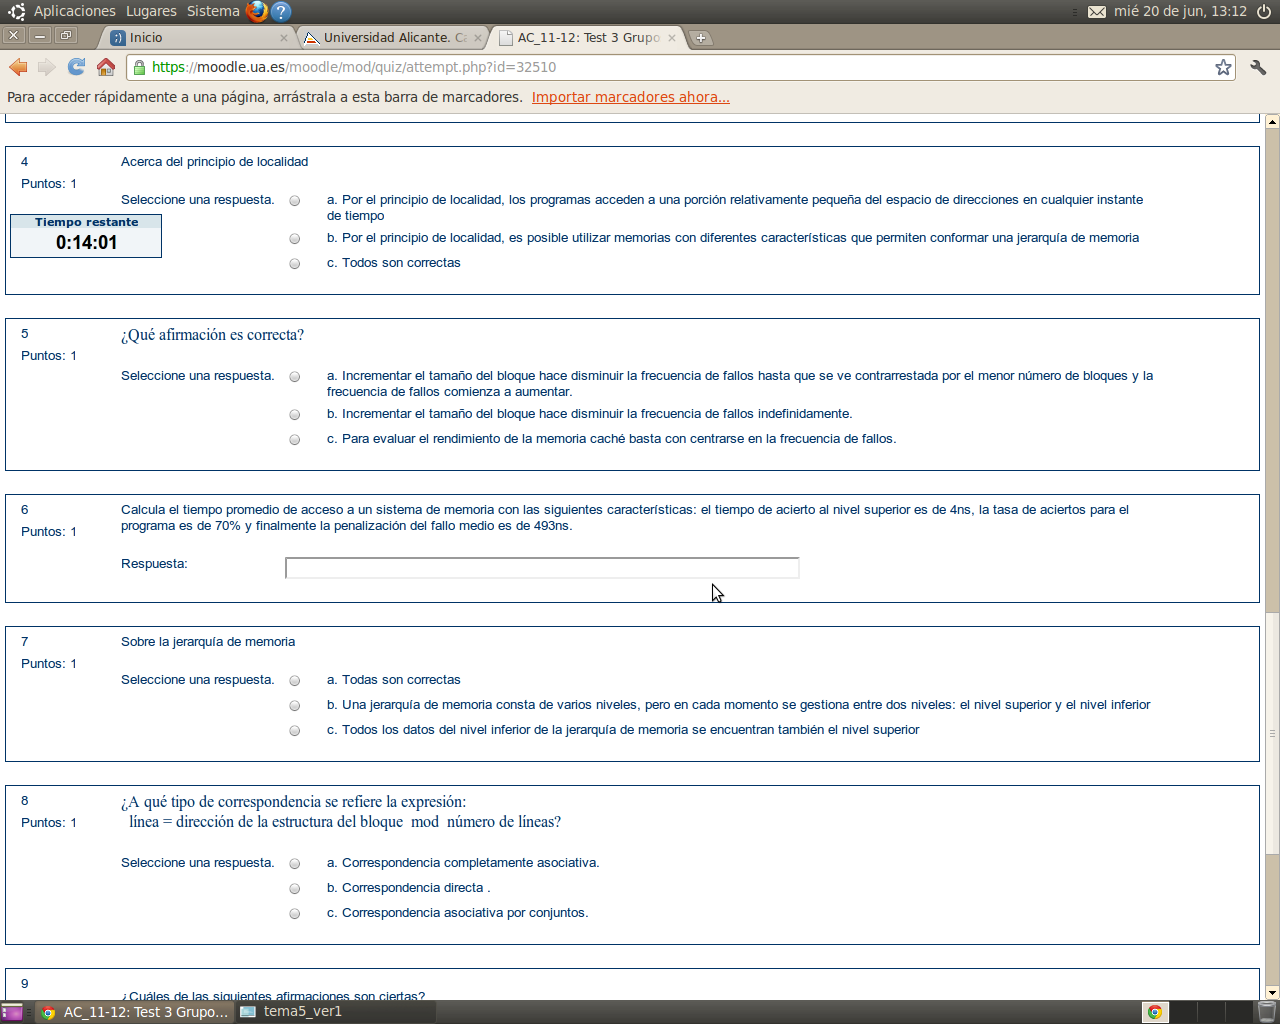 Aplicaciones Lugares Sistema mié 20 de jun, 13:12
Inicio Universidad Alicante. Ca AC_11-12: Test 3 Grupo
https://moodle.ua.es/moodle/mod/quiz/attempt.php?id=32510
Para acceder rápidamente a una página, arrástrala a esta barra de marcadores. Importar marcadores ahora...
4 Acerca del principio de localidad
Puntos: 1
Seleccione una respuesta. a. Por el principio de localidad, los programas acceden a una porción relativamente pequeña del espacio de direcciones en cualquier instante
de tiempo
Tiempo restante
0:14:01
b. Por el principio de localidad, es posible utilizar memorias con diferentes características que permiten conformar una jerarquía de memoria
c. Todos son correctas
5 ¿Qué afirmación es correcta?
Puntos: 1
Seleccione una respuesta. a. Incrementar el tamaño del bloque hace disminuir la frecuencia de fallos hasta que se ve contrarrestada por el menor número de bloques y la
frecuencia de fallos comienza a aumentar.
b. Incrementar el tamaño del bloque hace disminuir la frecuencia de fallos indefinidamente.
c. Para evaluar el rendimiento de la memoria caché basta con centrarse en la frecuencia de fallos.
6 Calcula el tiempo promedio de acceso a un sistema de memoria con las siguientes características: el tiempo de acierto al nivel superior es de 4ns, la tasa de aciertos para el
Puntos: 1 programa es de 70% y finalmente la penalización del fallo medio es de 493ns.
Respuesta:
7 Sobre la jerarquía de memoria
Puntos: 1
Seleccione una respuesta. a. Todas son correctas
b. Una jerarquía de memoria consta de varios niveles, pero en cada momento se gestiona entre dos niveles: el nivel superior y el nivel inferior
c. Todos los datos del nivel inferior de la jerarquía de memoria se encuentran también el nivel superior
8 ¿A qué tipo de correspondencia se refiere la expresión:
Puntos: 1 línea = dirección de la estructura del bloque mod número de líneas?
Seleccione una respuesta. a. Correspondencia completamente asociativa.
b. Correspondencia directa .
c. Correspondencia asociativa por conjuntos.
9
¿Cuáles de las siguientes afirmaciones son ciertas?
AC_11-12: Test 3 Grupo... tema5_ver1